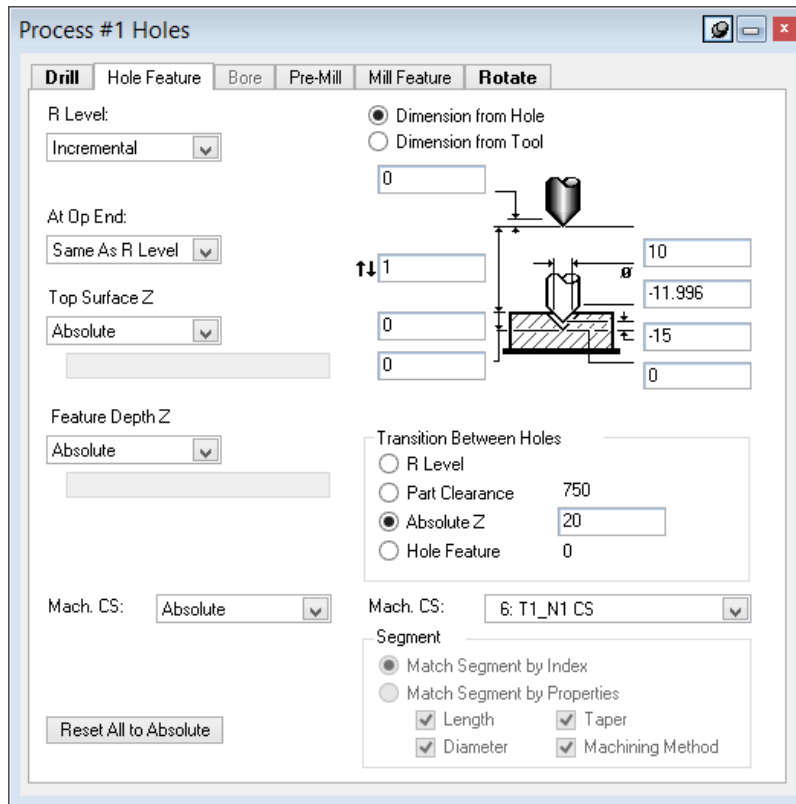 Process #1 Holes
x
Drill Hole Feature Bore Pre-Mill Mill Feature Rotate
R Level:
Incremental
Dimension from Hole
Dimension from Tool
0
At Op End:
Same As R Level
1
10
ø
-11.996
Top Surface Z
Absolute
0
-15
0
0
Feature Depth Z
Absolute
Transition Between Holes
R Level
Part Clearance 750
Absolute Z 20
Hole Feature 0
Mach. CS: Absolute
Mach. CS: 6: T1_N1 CS
Segment
Match Segment by Index
Match Segment by Properties
Length Taper
Diameter Machining Method
Reset All to Absolute